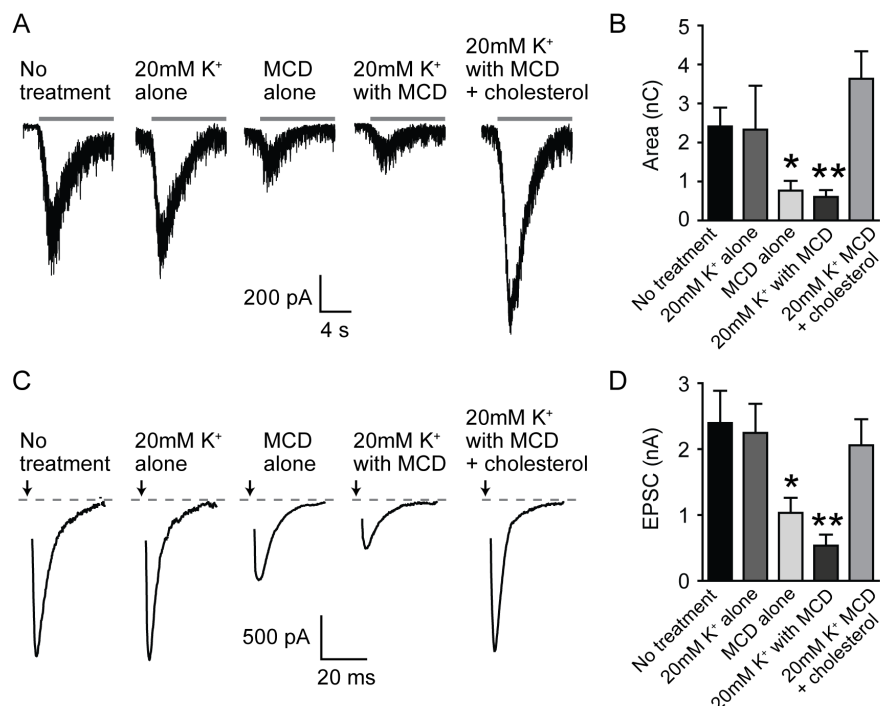 A
No
treatment
20mM K⁺
alone
MCD
alone
20mM K⁺
with MCD
20mM K⁺
with MCD
+ cholesterol
200 pA
4 s
B
Area (nC)
5
4
3
2
1
0
*
**
No treatment
20mM K⁺ alone
MCD alone
20mM K⁺ with MCD
20mM K⁺ MCD
+ cholesterol
C
No
treatment
20mM K⁺
alone
MCD
alone
20mM K⁺
with MCD
20mM K⁺
with MCD
+ cholesterol
500 pA
20 ms
D
EPSC (nA)
3
2
1
0
*
**
No treatment
20mM K⁺ alone
MCD alone
20mM K⁺ with MCD
20mM K⁺ MCD
+ cholesterol